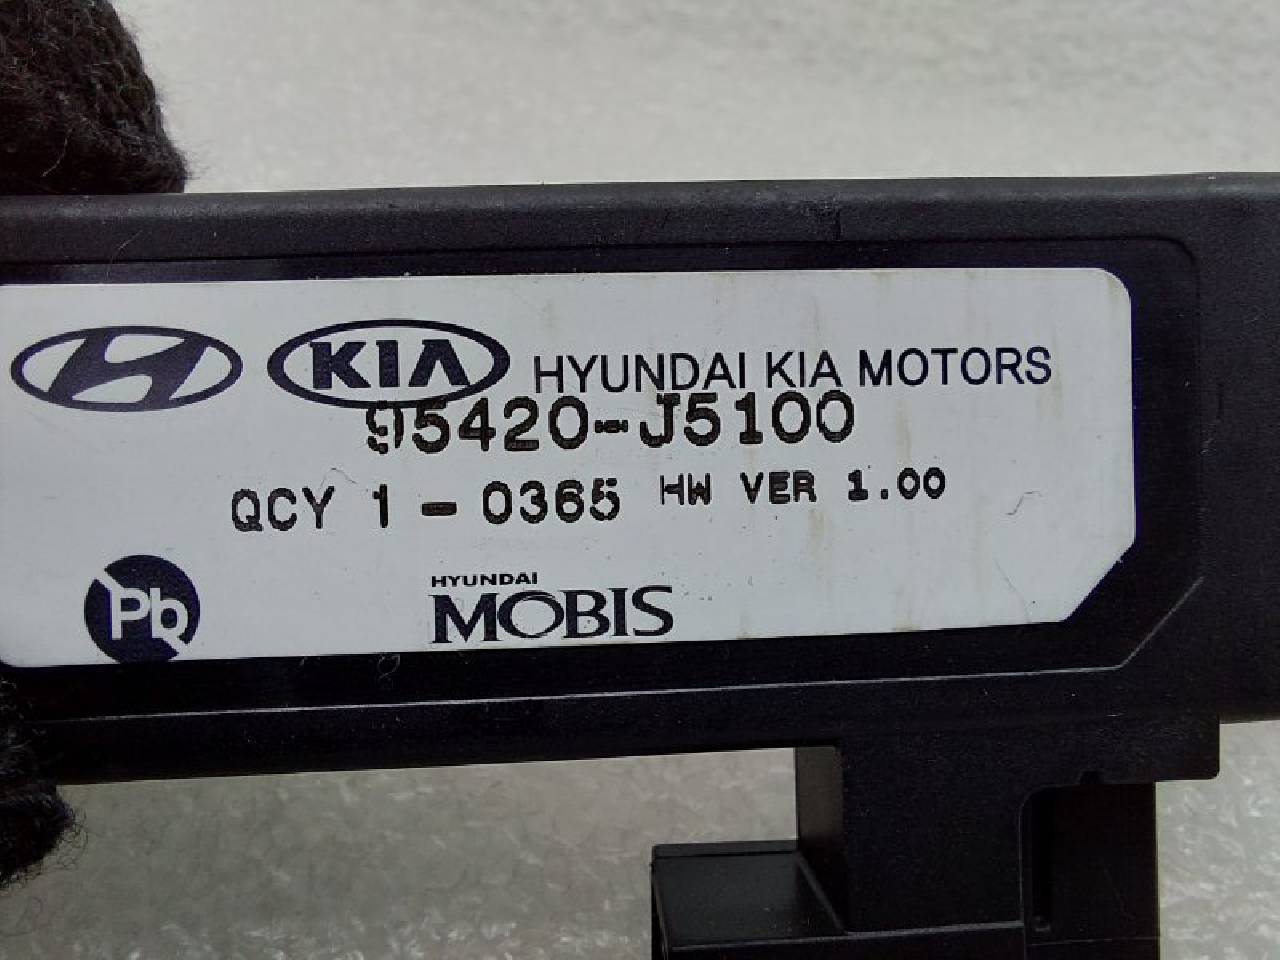 KIA HYUNDAI KIA MOTORS
95420-J5100
QCY 1 - 0365 HW VER 1.00
Pb
HYUNDAI
MOBIS